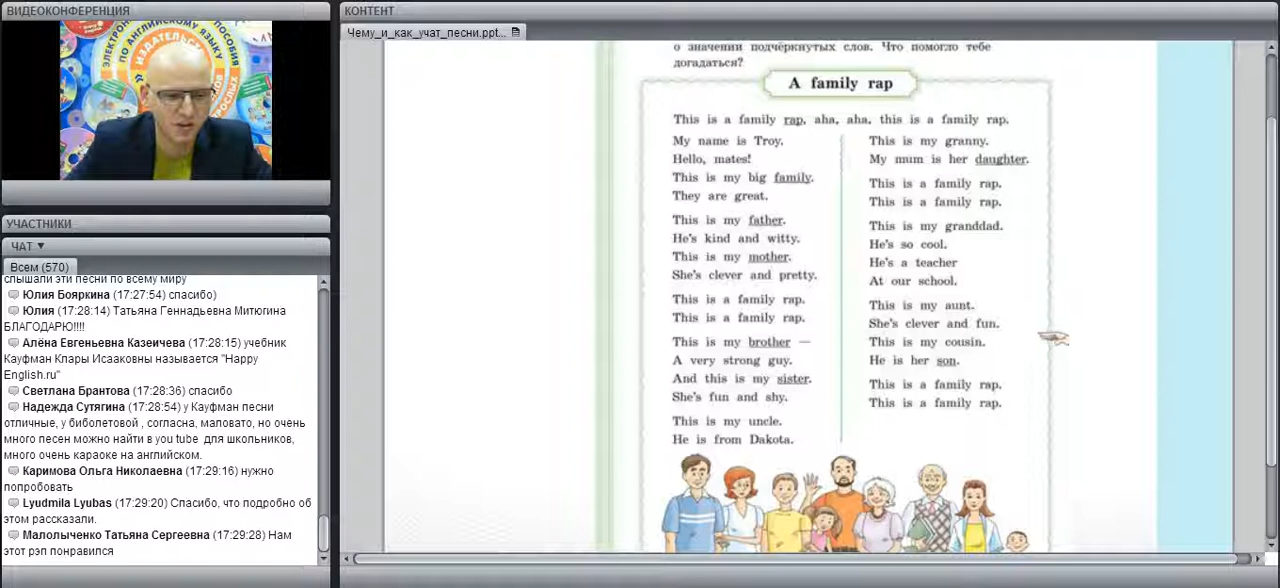 ВИДЕОКОНФЕРЕНЦИЯ
ЭЛЕКТРОН
ПОСОБИЯ
ПО АНГЛИЙСКОМУ ЯЗЫКУ
ИЗДАТЕЛЬСТ
УЧАСТНИКИ
ЧАТ ▼
Всем (570)
слышали эти песни по всему миру
Юлия Бояркина (17:27:54) спасибо)
Юлия (17:28:14) Татьяна Геннадьевна Митюгина
БЛАГОДАРЮ!!!!
Алёна Евгеньевна Казеичева (17:28:15) учебник
Кауфман Клары Исааковны называется "Happy
English.ru"
Светлана Брантова (17:28:36) спасибо
Надежда Сутягина (17:28:54) у Кауфман песни
отличные, у биболетовой , согласна, маловато, но очень
много песен можно найти в you tube для школьников,
много очень караоке на английском.
Каримова Ольга Николаевна (17:29:16) нужно
попробовать
Lyudmila Lyubas (17:29:20) Спасибо, что подробно об
этом рассказали.
Малолыченко Татьяна Сергеевна (17:29:28) Нам
этот рэп понравился
КОНТЕНТ
Чему_и_как_учат_песни.ppt...
о значении подчёркнутых слов. Что помогло тебе
догадаться?
A family rap
This is a family rap, aha, aha, this is a family rap.
My name is Troy.
Hello, mates!
This is my big family.
They are great.
This is my father.
He's kind and witty.
This is my mother.
She's clever and pretty.
This is a family rap.
This is a family rap.
This is my brother —
A very strong guy.
And this is my sister.
She's fun and shy.
This is my uncle.
He is from Dakota.
This is my granny.
My mum is her daughter.
This is a family rap.
This is a family rap.
This is my granddad.
He's so cool.
He's a teacher
At our school.
This is my aunt.
She's clever and fun.
This is my cousin.
He is her son.
This is a family rap.
This is a family rap.